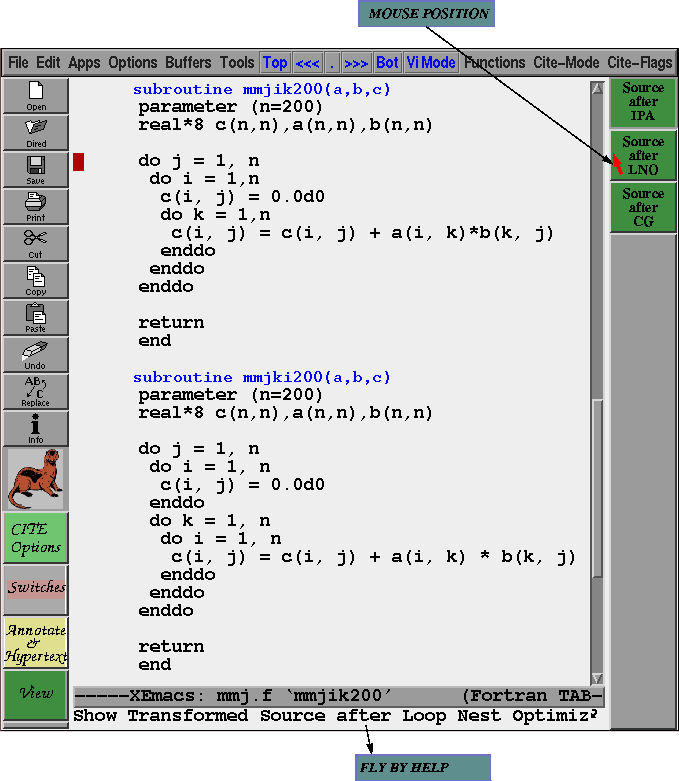 MOUSE POSITION
File Edit Apps Options Buffers Tools Top <<< . >>> Bot Vi Mode Functions Cite-Mode Cite-Flags
Open
Dired
Save
Print
Cut
Copy
Paste
Undo
AB
C
Replace
i
Info
CITE
Options
Switches
Annotate
&
Hypertext
View
subroutine mmjik200(a,b,c)
parameter (n=200)
real*8 c(n,n),a(n,n),b(n,n)
do j = 1, n
do i = 1,n
c(i, j) = 0.0d0
do k = 1,n
c(i, j) = c(i, j) + a(i, k)*b(k, j)
enddo
enddo
enddo
return
end
subroutine mmjki200(a,b,c)
parameter (n=200)
real*8 c(n,n),a(n,n),b(n,n)
do j = 1, n
do i = 1, n
c(i, j) = 0.0d0
enddo
do k = 1, n
do i = 1, n
c(i, j) = c(i, j) + a(i, k) * b(k, j)
enddo
enddo
enddo
return
end
-----XEmacs: mmj.f `mmjik200' (Fortran TAB-
Show Transformed Source after Loop Nest Optimiz
Source
after
IPA
Source
after
LNO
Source
after
CG
FLY BY HELP